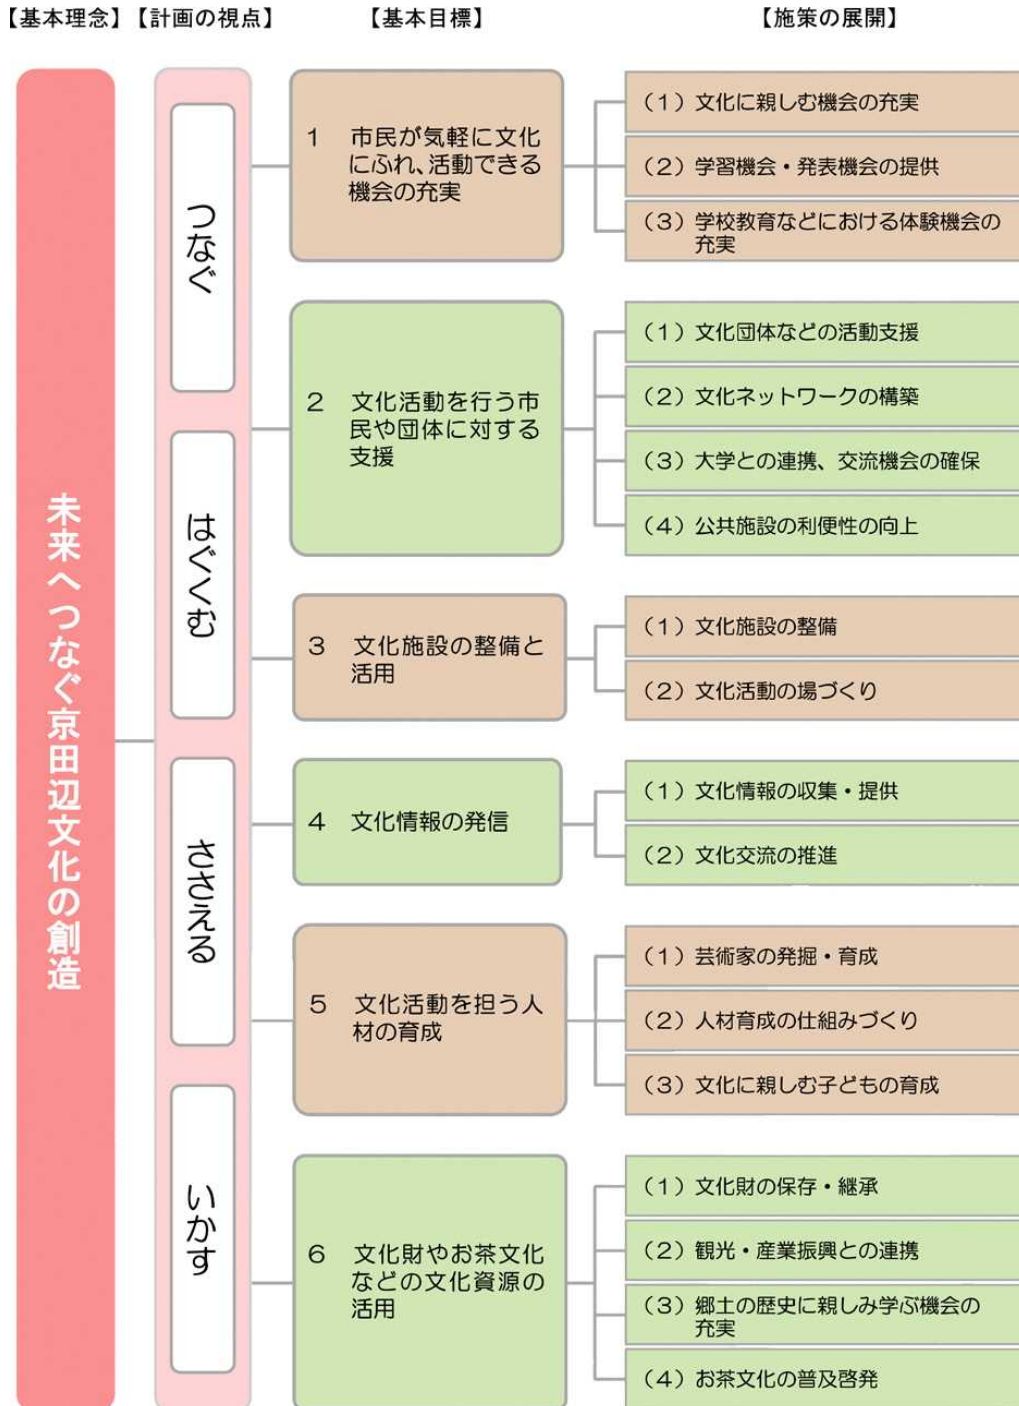 【基本理念】【計画の視点】 【基本目標】 【施策の展開】
未来へつなぐ京田辺文化の創造
つなぐ
はぐくむ
ささえる
いかす
1 市民が気軽に文化
にふれ、活動できる
機会の充実
(1) 文化に親しむ機会の充実
(2) 学習機会・発表機会の提供
(3) 学校教育などにおける体験機会の
充実
2 文化活動を行う市
民や団体に対する
支援
(1) 文化団体などの活動支援
(2) 文化ネットワークの構築
(3) 大学との連携、交流機会の確保
(4) 公共施設の利便性の向上
3 文化施設の整備と
活用
(1) 文化施設の整備
(2) 文化活動の場づくり
4 文化情報の発信
(1) 文化情報の収集・提供
(2) 文化交流の推進
5 文化活動を担う人
材の育成
(1) 芸術家の発掘・育成
(2) 人材育成の仕組みづくり
(3) 文化に親しむ子どもの育成
6 文化財やお茶文化
などの文化資源の
活用
(1) 文化財の保存・継承
(2) 観光・産業振興との連携
(3) 郷土の歴史に親しみ学ぶ機会の
充実
(4) お茶文化の普及啓発